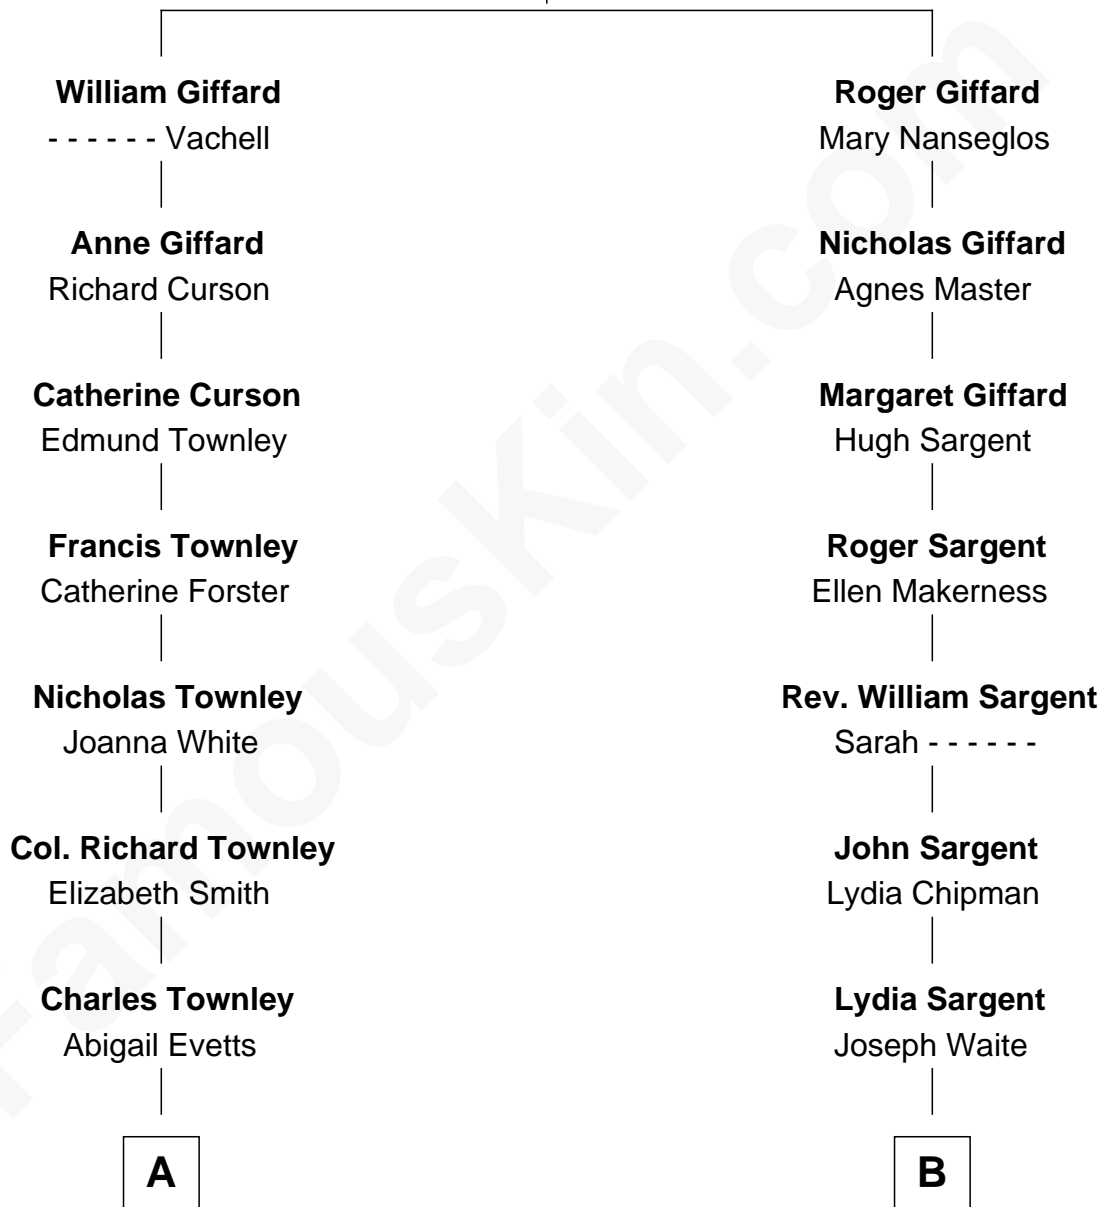 William Giffard
- - - - - - Vachell
Anne Giffard
Richard Curson
Catherine Curson
Edmund Townley
Francis Townley
Catherine Forster
Nicholas Townley
Joanna White
Col. Richard Townley
Elizabeth Smith
Charles Townley
Abigail Evetts
A
Roger Giffard
Mary Nanseglos
Nicholas Giffard
Agnes Master
Margaret Giffard
Hugh Sargent
Roger Sargent
Ellen Makerness
Rev. William Sargent
Sarah - - - - - -
John Sargent
Lydia Chipman
Lydia Sargent
Joseph Waite
B
FamousKin.com